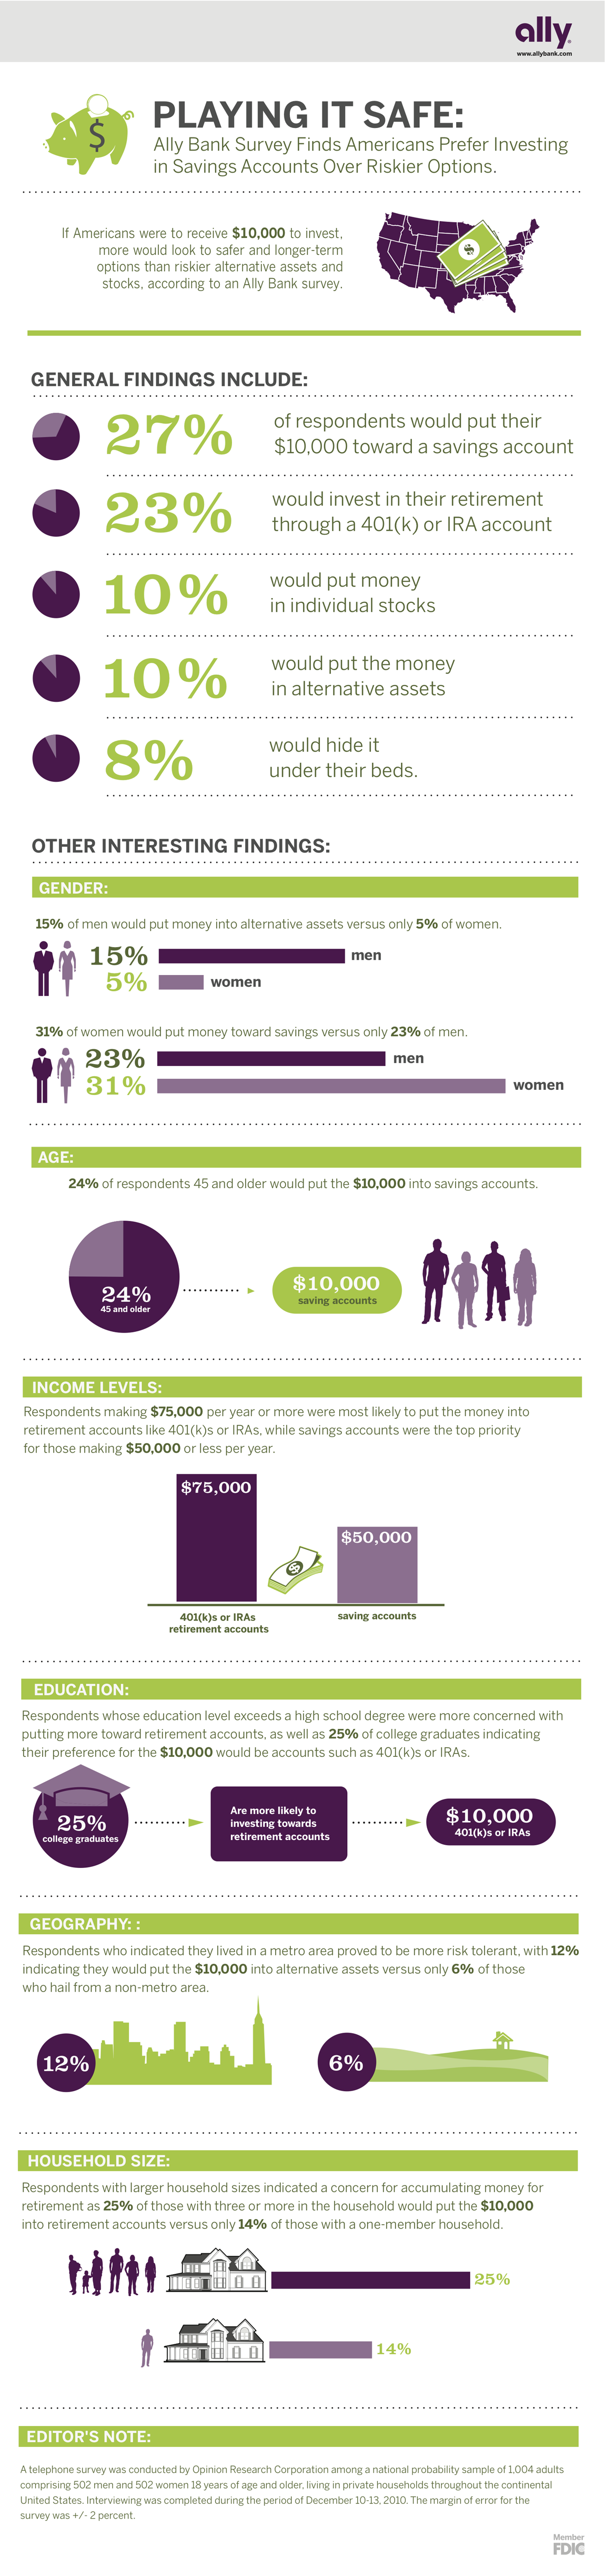 ally
www.allybank.com
PLAYING IT SAFE:
Ally Bank Survey Finds Americans Prefer Investing
in Savings Accounts Over Riskier Options.
$
If Americans were to receive $10,000 to invest,
more would look to safer and longer-term
options than riskier alternative assets and
stocks, according to an Ally Bank survey.
$
GENERAL FINDINGS INCLUDE:
27%
of respondents would put their
$10,000 toward a savings account
23%
would invest in their retirement
through a 401(k) or IRA account
10%
would put money
in individual stocks
10%
would put the money
in alternative assets
8%
would hide it
under their beds.
OTHER INTERESTING FINDINGS:
GENDER:
15% of men would put money into alternative assets versus only 5% of women.
15% men
5% women
31% of women would put money toward savings versus only 23% of men.
23% men
31% women
AGE:
24% of respondents 45 and older would put the $10,000 into savings accounts.
24%
45 and older
$10,000
saving accounts
INCOME LEVELS:
Respondents making $75,000 per year or more were most likely to put the money into
retirement accounts like 401(k)s or IRAs, while savings accounts were the top priority
for those making $50,000 or less per year.
$75,000
$50,000
$
401(k)s or IRAs
retirement accounts
saving accounts
EDUCATION:
Respondents whose education level exceeds a high school degree were more concerned with
putting more toward retirement accounts, as well as 25% of college graduates indicating
their preference for the $10,000 would be accounts such as 401(k)s or IRAs.
25%
college graduates
Are more likely to
investing towards
retirement accounts
$10,000
401(k)s or IRAs
GEOGRAPHY: :
Respondents who indicated they lived in a metro area proved to be more risk tolerant, with 12%
indicating they would put the $10,000 into alternative assets versus only 6% of those
who hail from a non-metro area.
12%
6%
HOUSEHOLD SIZE:
Respondents with larger household sizes indicated a concern for accumulating money for
retirement as 25% of those with three or more in the household would put the $10,000
into retirement accounts versus only 14% of those with a one-member household.
25%
14%
EDITOR'S NOTE:
A telephone survey was conducted by Opinion Research Corporation among a national probability sample of 1,004 adults
comprising 502 men and 502 women 18 years of age and older, living in private households throughout the continental
United States. Interviewing was completed during the period of December 10-13, 2010. The margin of error for the
survey was +/- 2 percent.
Member
FDIC